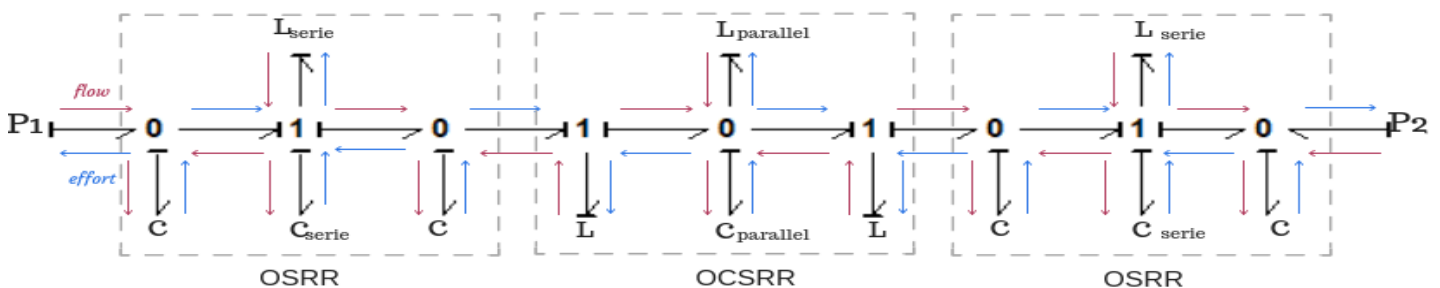 L serie L parallel L serie
flow
P1 0 1 0 1 0 1 0 1 0 P2
effort
C C serie C L C parallel L C C serie C
OSRR OCSRR OSRR